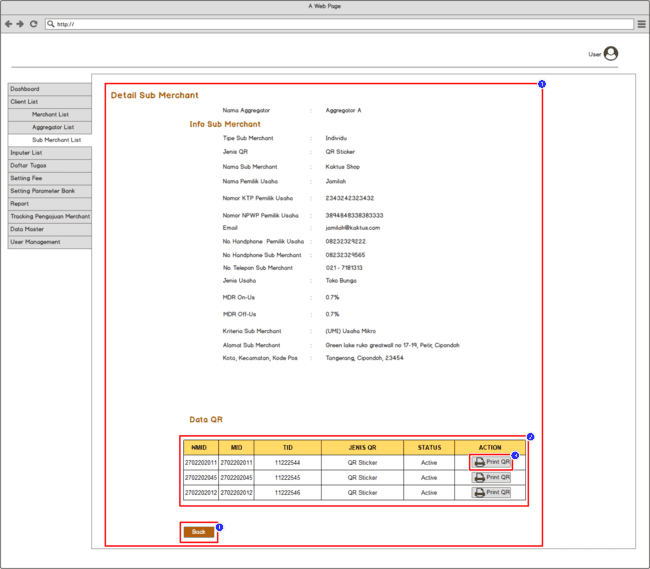 A Web Page
http://
User
Dashboard
Client List
Merchant List
Aggregator List
Sub Merchant List
Inputer List
Daftar Tugas
Setting Fee
Setting Parameter Bank
Report
Tracking Pengajuan Merchant
Data Master
User Management
1
Detail Sub Merchant
Nama Aggregator : Aggregator A
Info Sub Merchant
Tipe Sub Merchant : Individu
Jenis QR : QR Sticker
Nama Sub Merchant : Kaktus Shop
Nama Pemilik Usaha : Jamilah
Nomor KTP Pemilik Usaha : 2343242323432
Nomor NPWP Pemilik Usaha : 3894848338383333
Email : jamilah@kaktus.com
No Handphone Pemilik Usaha : 08232329222
No Handphone Sub Merchant : 08232329565
No Telepon Sub Merchant : 021 - 7181313
Jenis Usaha : Toko Bunga
MDR On-Us : 0.7%
MDR Off-Us : 0.7%
Kriteria Sub Merchant : (UMI) Usaha Mikro
Alamat Sub Merchant : Green lake ruko greatwall no 17-19, Petir, Cipondoh
Kota, Kecamatan, Kode Pos : Tangerang, Cipondoh, 23454
Data QR
2
NMID MID TID JENIS QR STATUS ACTION
2702202011 2702202011 11222544 QR Sticker Active Print QR
3
2702202045 2702202045 11222545 QR Sticker Active Print QR
2702202012 2702202012 11222546 QR Sticker Active Print QR
Back